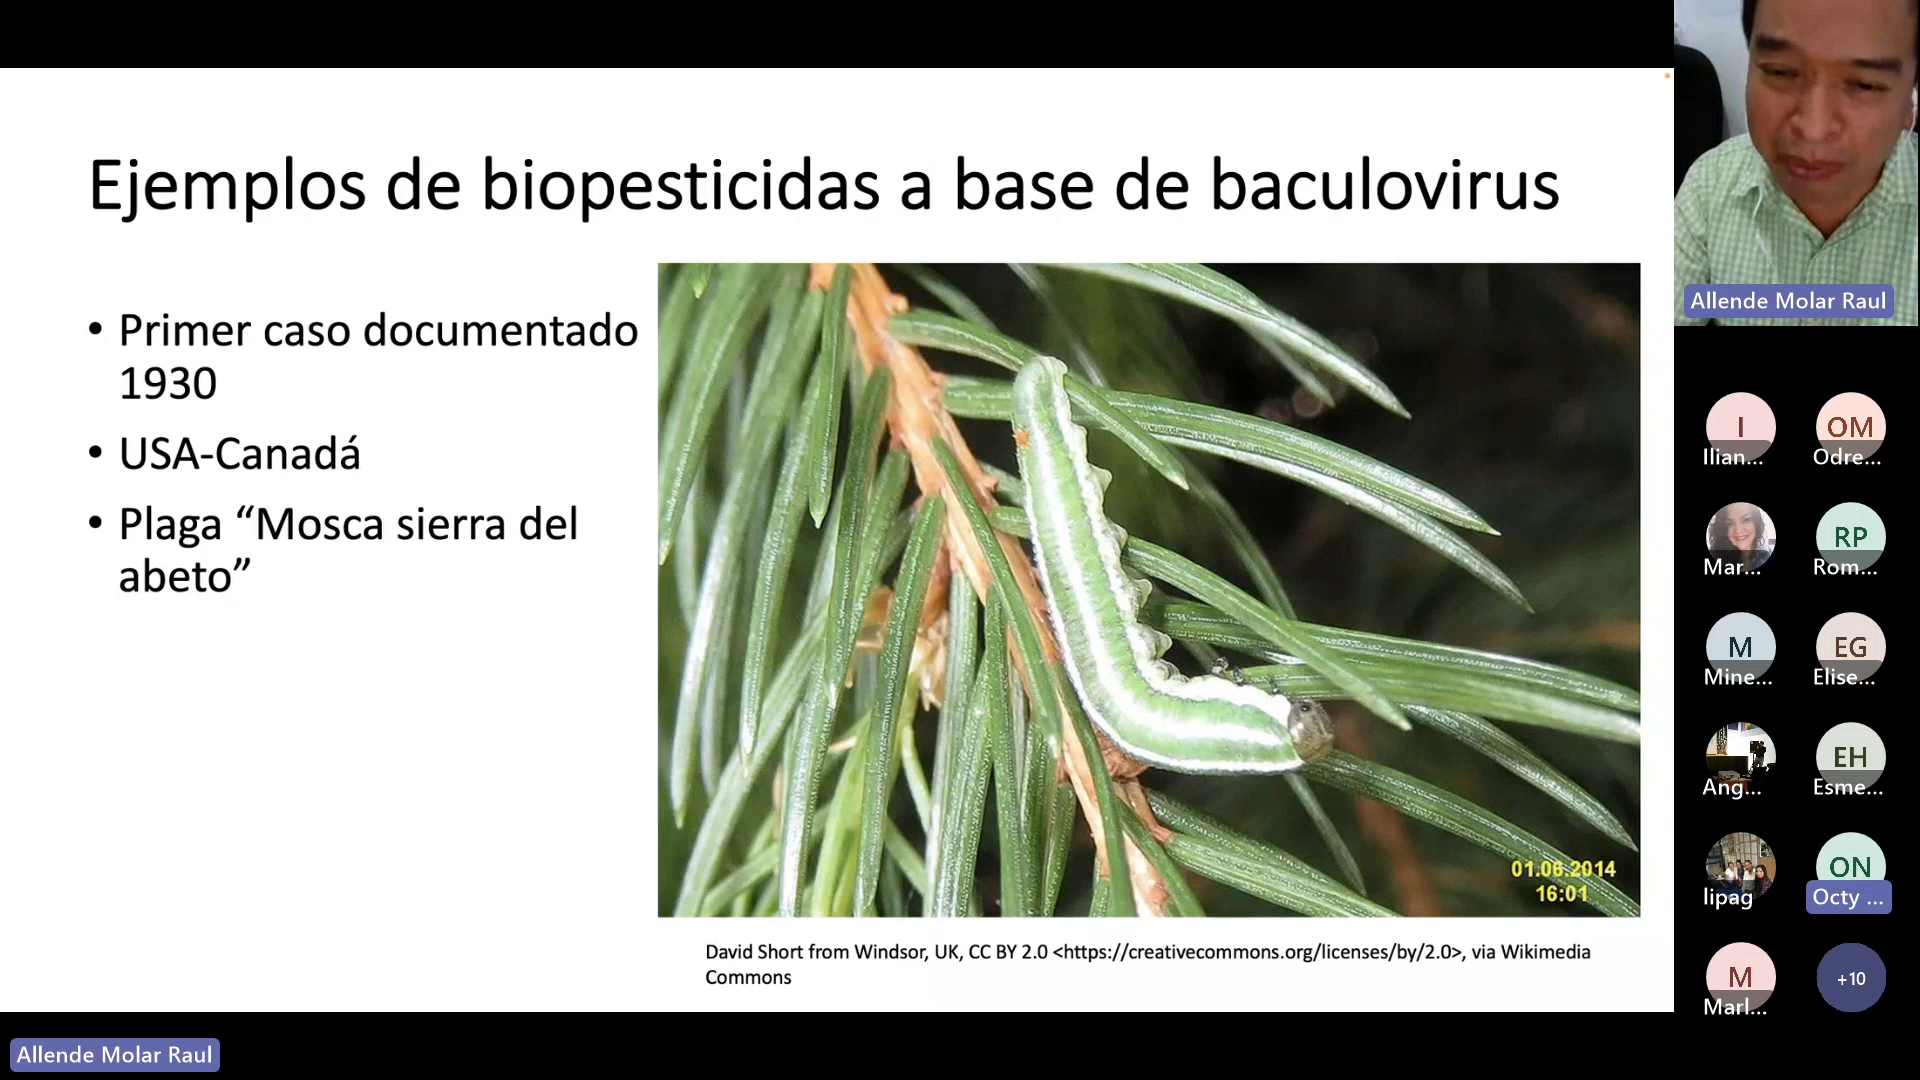 Ejemplos de biopesticidas a base de baculovirus
• Primer caso documentado
1930
• USA-Canadá
• Plaga “Mosca sierra del
abeto”
01.06.2014
16:01
David Short from Windsor, UK, CC BY 2.0 <https://creativecommons.org/licenses/by/2.0>, via Wikimedia
Commons
Allende Molar Raul
I
Ilian...
OM
Odre...
Mar...
RP
Rom...
M
Mine...
EG
Elise...
Ang...
EH
Esme...
lipag
ON
Octy ...
M
Marl...
+10
Allende Molar Raul